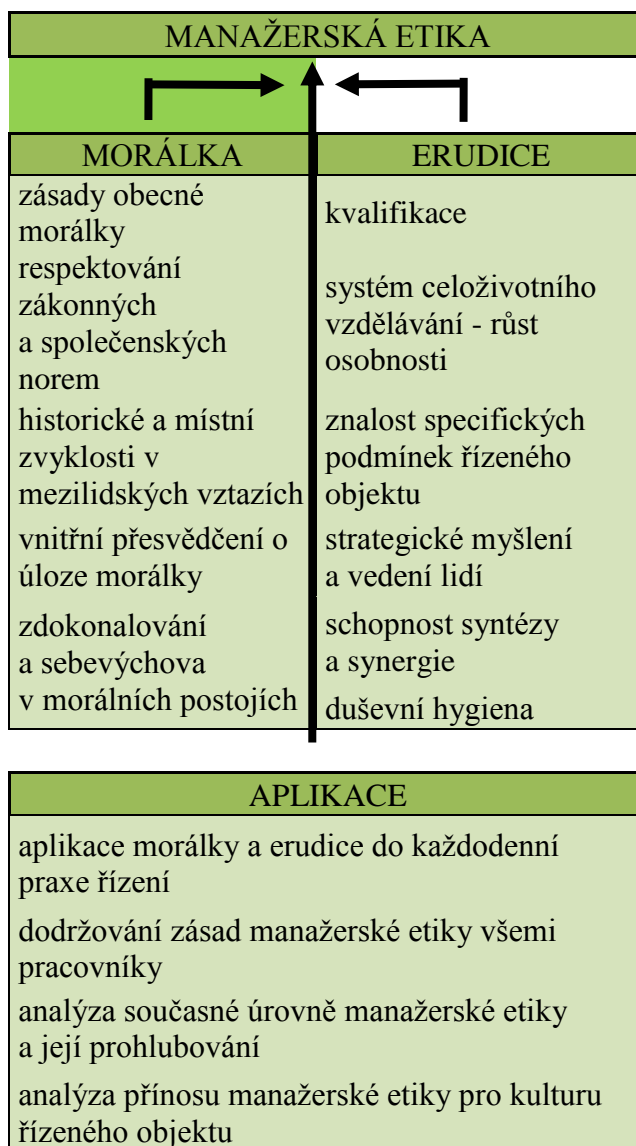 MANAŽERSKÁ ETIKA
MORÁLKA
zásady obecné
morálky
respektování
zákonných
a společenských
norem
historické a místní
zvyklosti v
mezilidských vztazích
vnitřní přesvědčení o
úloze morálky
zdokonalování
a sebevýchova
v morálních postojích
ERUDICE
kvalifikace
systém celoživotního
vzdělávání - růst
osobnosti
znalost specifických
podmínek řízeného
objektu
strategické myšlení
a vedení lidí
schopnost syntézy
a synergie
duševní hygiena
APLIKACE
aplikace morálky a erudice do každodenní
praxe řízení
dodržování zásad manažerské etiky všemi
pracovníky
analýza současné úrovně manažerské etiky
a její prohlubování
analýza přínosu manažerské etiky pro kulturu
řízeného objektu